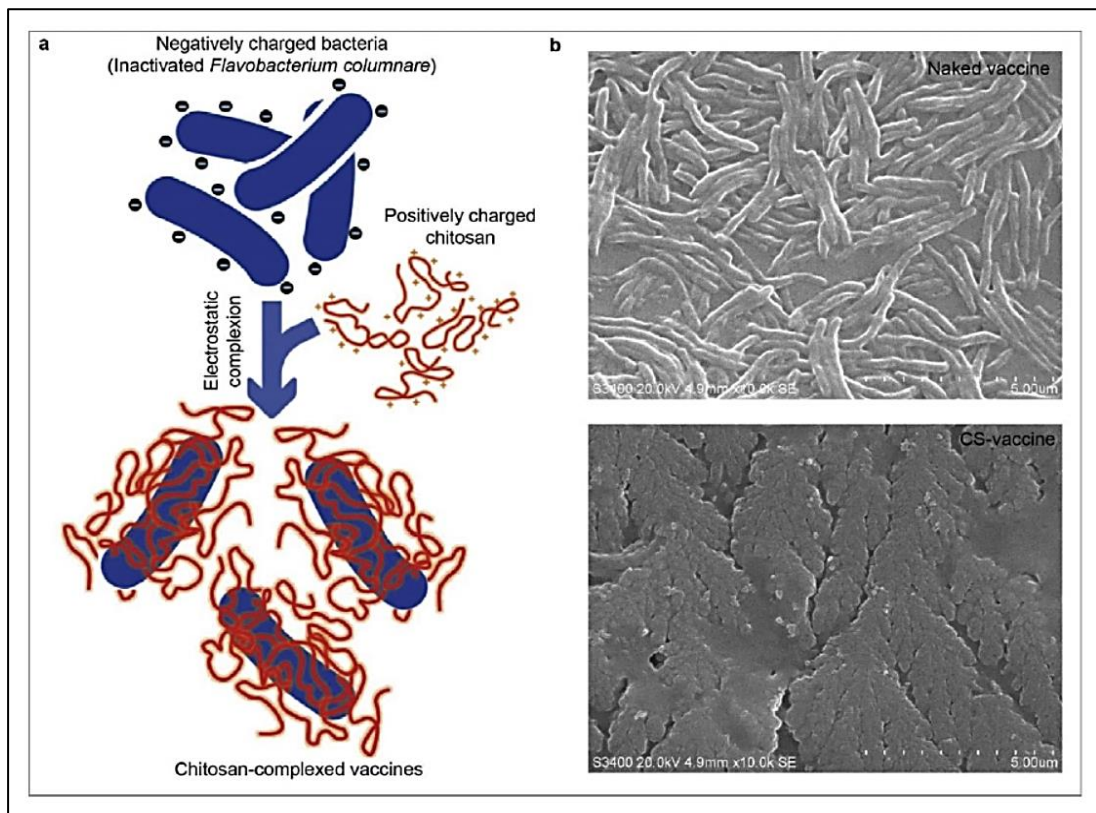 a
Negatively charged bacteria
(Inactivated Flavobacterium columnare)
Positively charged
chitosan
Electrostatic
complexion
Chitosan-complexed vaccines
b
Naked vaccine
S3400 20.0kV 4.9mm x10.0k SE 5.00um
CS-vaccine
S3400 20.0kV 4.9mm x10.0k SE 5.00um